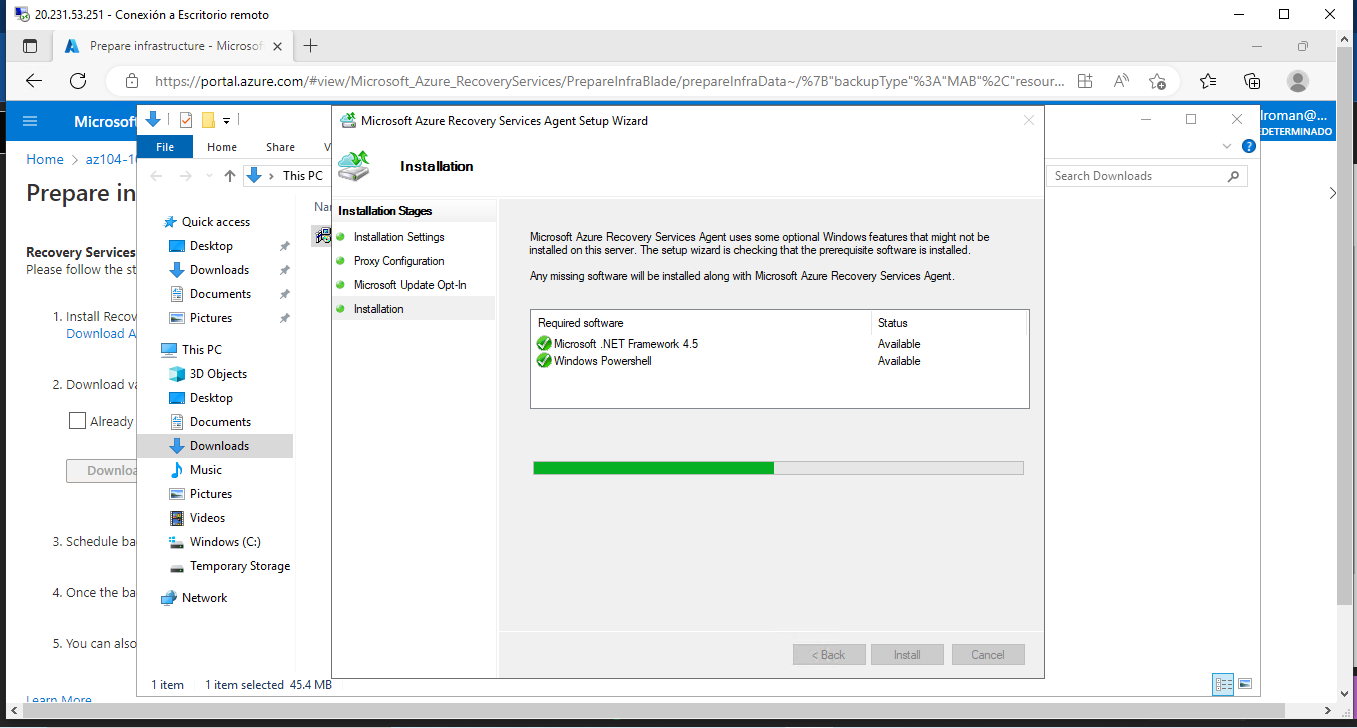 20.231.53.251 - Conexión a Escritorio remoto
Prepare infrastructure - Microsof
https://portal.azure.com/#view/Microsoft_Azure_RecoveryServices/PrepareInfraBlade/prepareInfraData~/%7B"backupType"%3A"MAB"%2C"resour...
Microsoft
lroman@...
EDETERMINADO
Home > az104-10
Prepare in
Recovery Services
Please follow the st
1. Install Recov
Download A
2. Download va
Already
Downloa
3. Schedule ba
4. Once the ba
5. You can also
Learn More
File
Home
Share
V
This PC
Search Downloads
Nar
Quick access
Desktop
Downloads
Documents
Pictures
This PC
3D Objects
Desktop
Documents
Downloads
Music
Pictures
Videos
Windows (C:)
Temporary Storage
Network
1 item
1 item selected 45.4 MB
Microsoft Azure Recovery Services Agent Setup Wizard
Installation
Installation Stages
Installation Settings
Proxy Configuration
Microsoft Update Opt-In
Installation
Microsoft Azure Recovery Services Agent uses some optional Windows features that might not be
installed on this server. The setup wizard is checking that the prerequisite software is installed.
Any missing software will be installed along with Microsoft Azure Recovery Services Agent.
Required software Status
Microsoft .NET Framework 4.5 Available
Windows Powershell Available
< Back
Install
Cancel